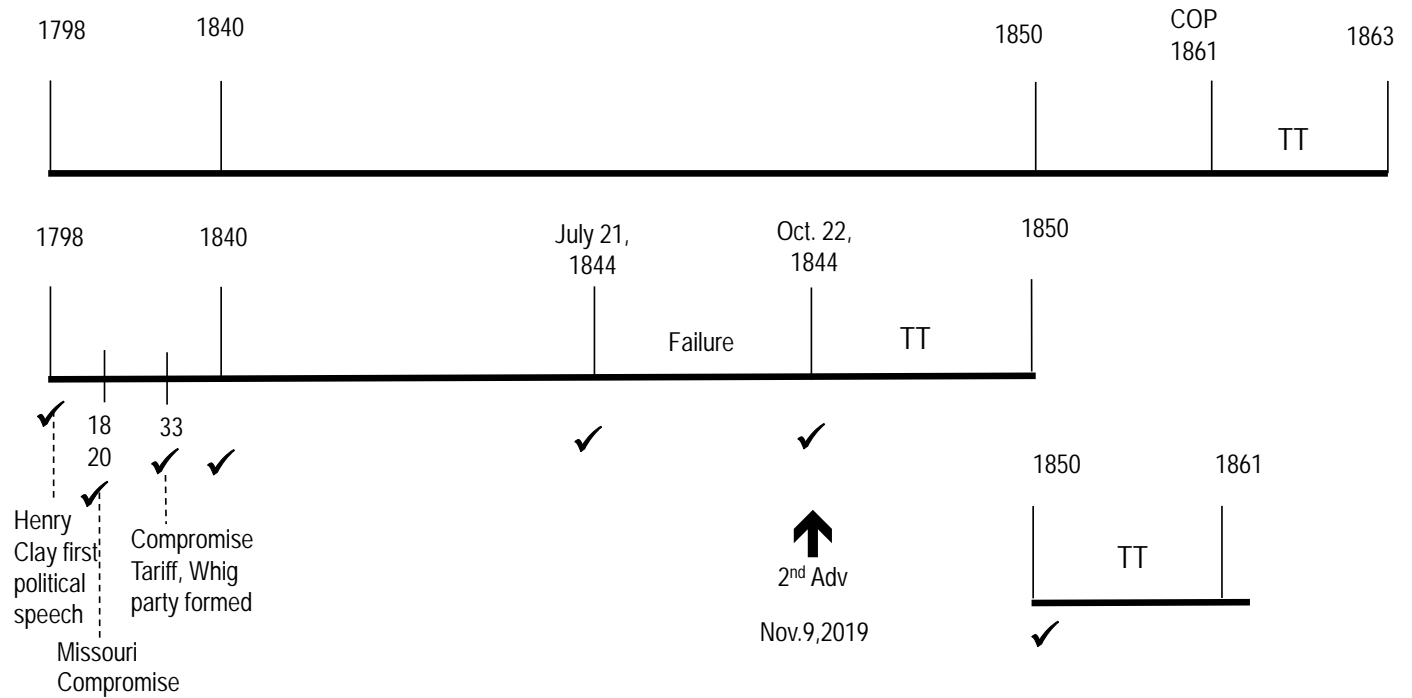 1798
1840
1850
COP
1861
1863
TT
1798
1840
July 21,
1844
Oct. 22,
1844
1850
Failure
TT
18
20
33
1850
1861
Henry
Clay first
political
speech
Compromise
Tariff, Whig
party formed
Missouri
Compromise
2nd Adv
Nov.9,2019
TT